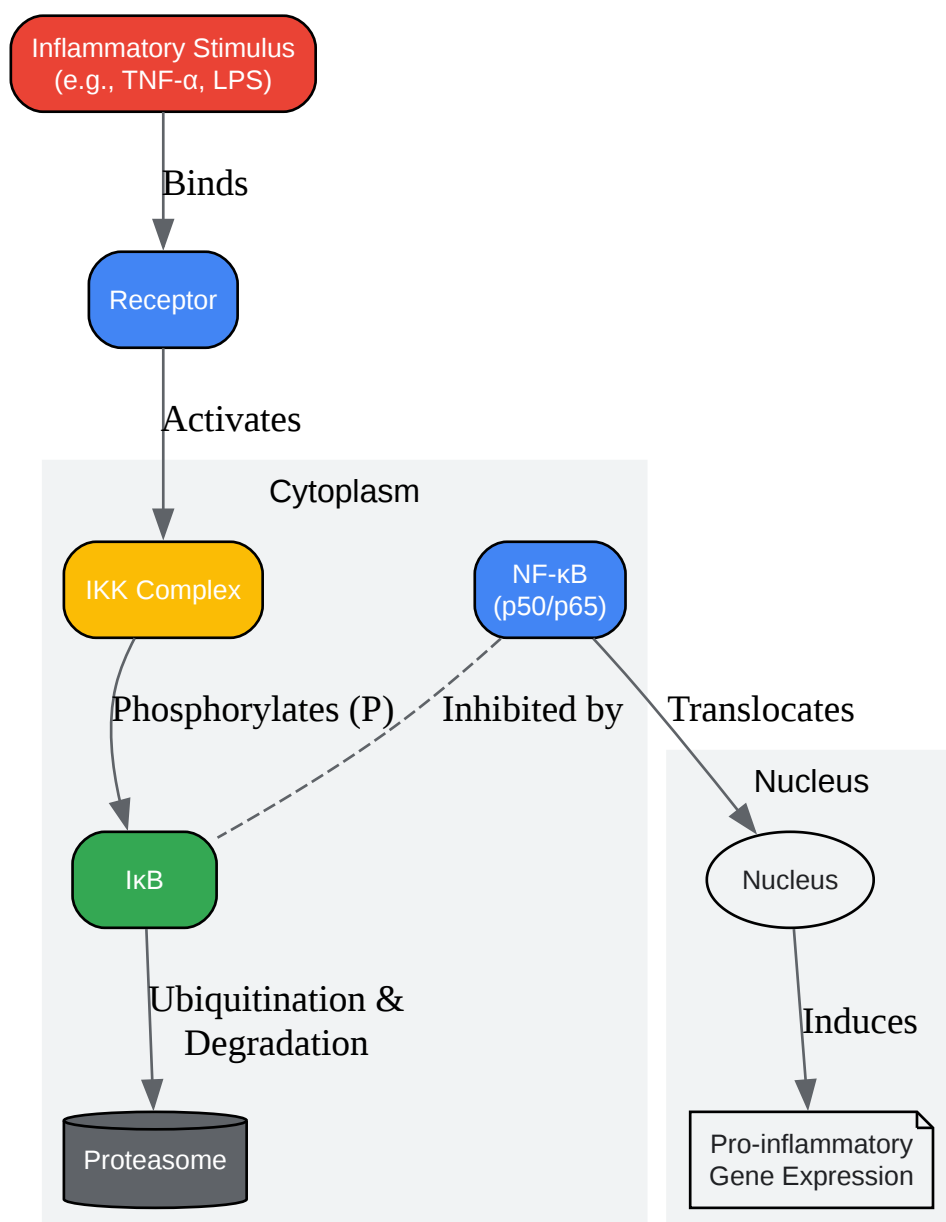 Inflammatory Stimulus
(e.g., TNF-α, LPS)
Binds
Receptor
Activates
Cytoplasm
IKK Complex
NF-κB
(p50/p65)
Phosphorylates (P)
Inhibited by
Translocates
Nucleus
IκB
Nucleus
Ubiquitination &
Degradation
Induces
Proteasome
Pro-inflammatory
Gene Expression